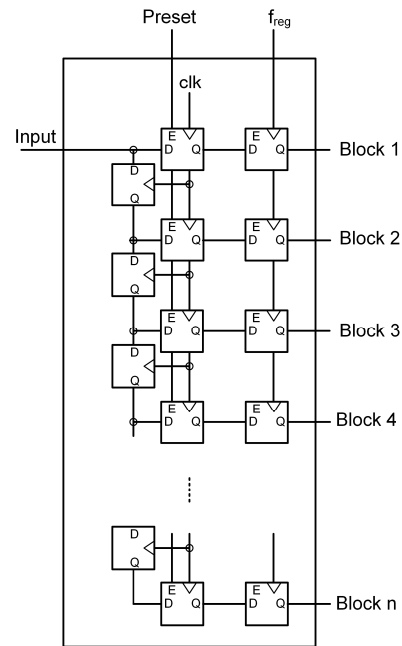 Preset f_reg
clk
Input
E E
D Q D Q Block 1
D
Q
E E
D Q D Q Block 2
D
Q
E E
D Q D Q Block 3
D
Q
E E
D Q D Q Block 4
D
Q
E E
D Q D Q Block n